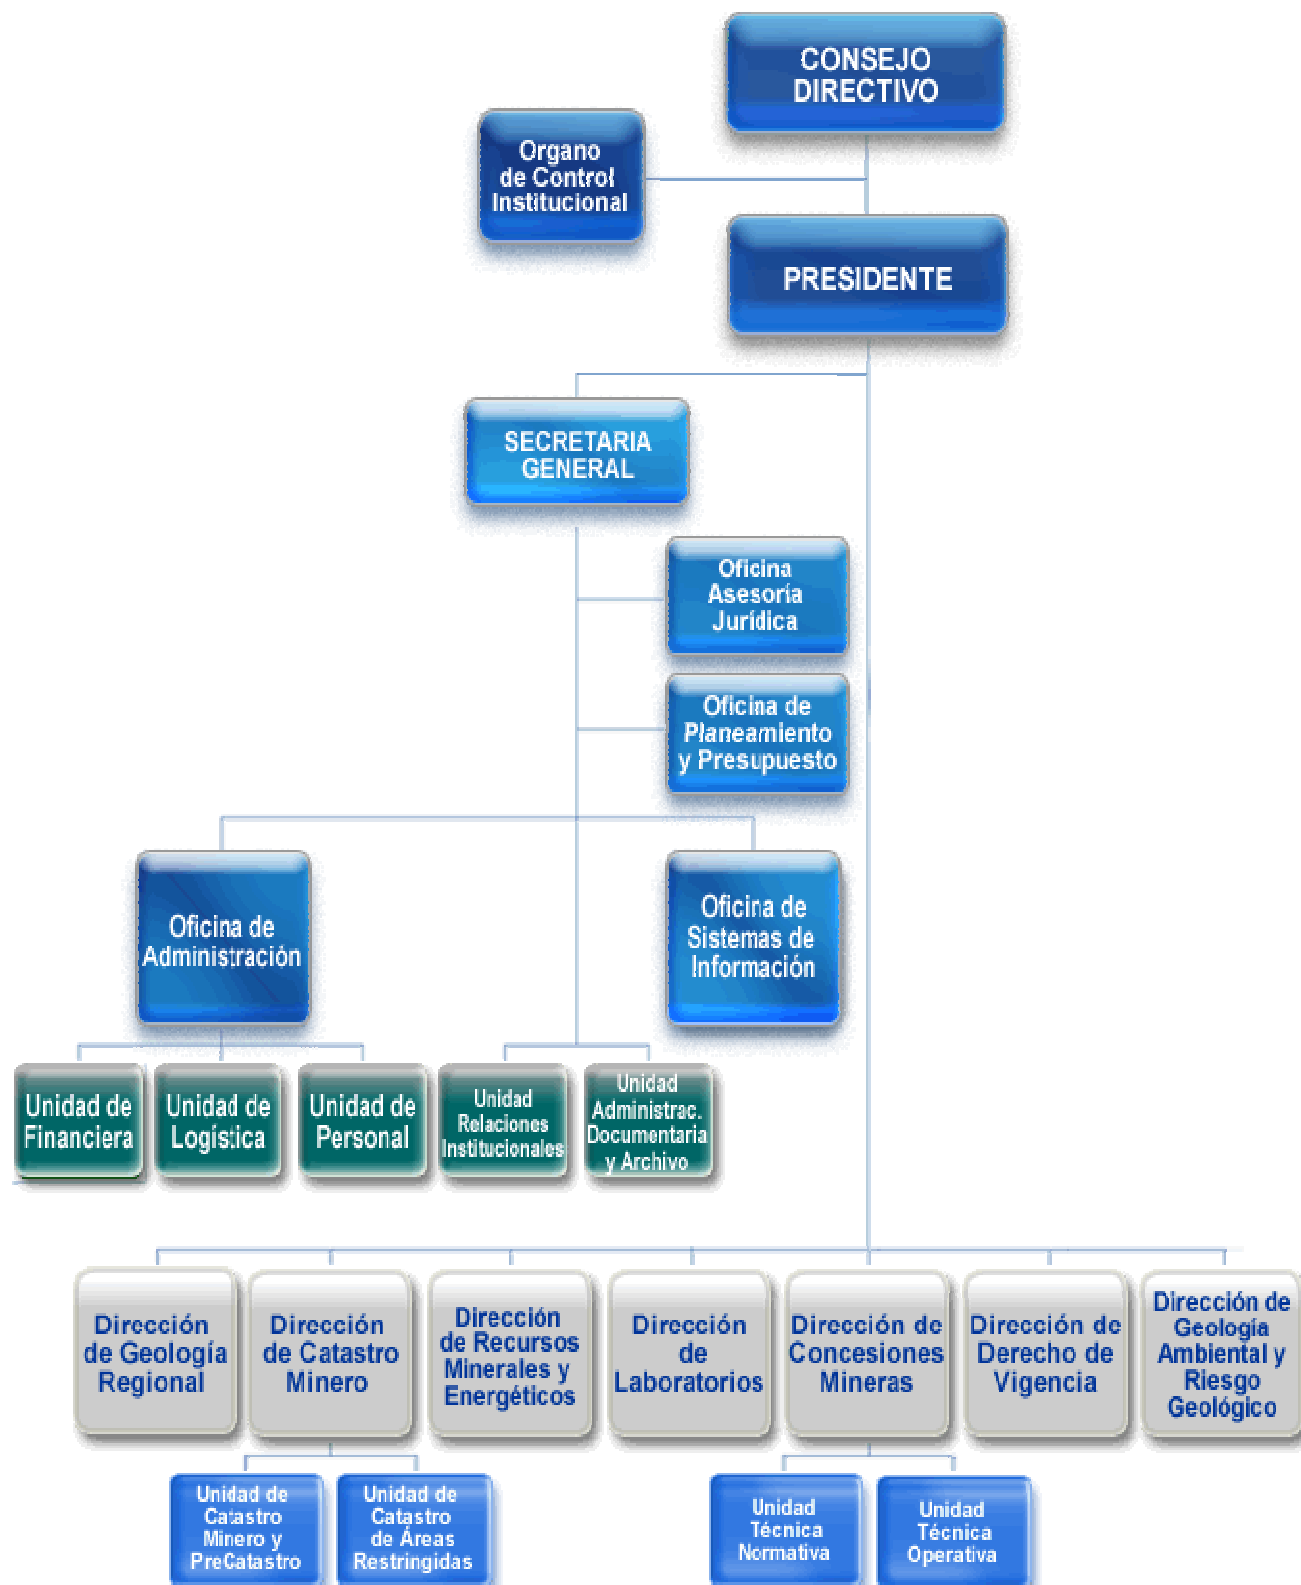 CONSEJO
DIRECTIVO
Organo
de Control
Institucional
PRESIDENTE
SECRETARIA
GENERAL
Oficina
Asesoría
Jurídica
Oficina de
Planeamiento
y Presupuesto
Oficina de
Administración
Oficina de
Sistemas de
Información
Unidad de
Financiera
Unidad de
Logística
Unidad de
Personal
Unidad
Relaciones
Institucionales
Unidad
Administrac.
Documentaria
y Archivo
Dirección
de Geología
Regional
Dirección
de Catastro
Minero
Dirección
de Recursos
Minerales y
Energéticos
Dirección
de
Laboratorios
Dirección de
Concesiones
Mineras
Dirección de
Derecho de
Vigencia
Dirección de
Geología
Ambiental y
Riesgo
Geológico
Unidad de
Catastro
Minero y
PreCatastro
Unidad de
Catastro
de Áreas
Restringidas
Unidad
Técnica
Normativa
Unidad
Técnica
Operativa